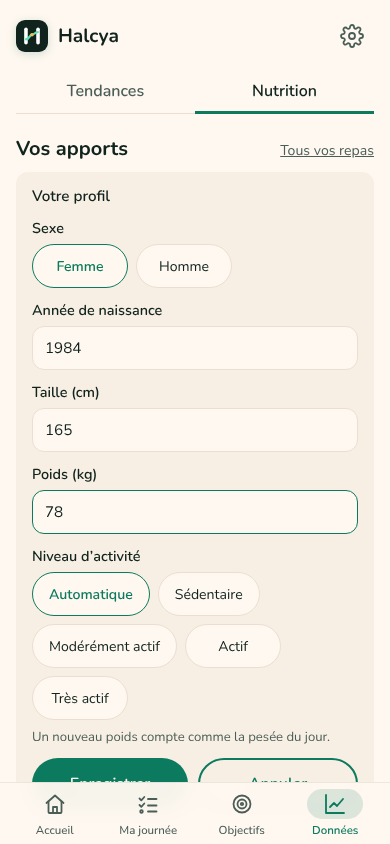 Halcya
Tendances
Nutrition
Vos apports
Tous vos repas
Votre profil
Sexe
Femme
Homme
Année de naissance
1984
Taille (cm)
165
Poids (kg)
78
Niveau d'activité
Automatique
Sédentaire
Modérément actif
Actif
Très actif
Un nouveau poids compte comme la pesée du jour.
Enregistrer
Annuler
Accueil
Ma journée
Objectifs
Données